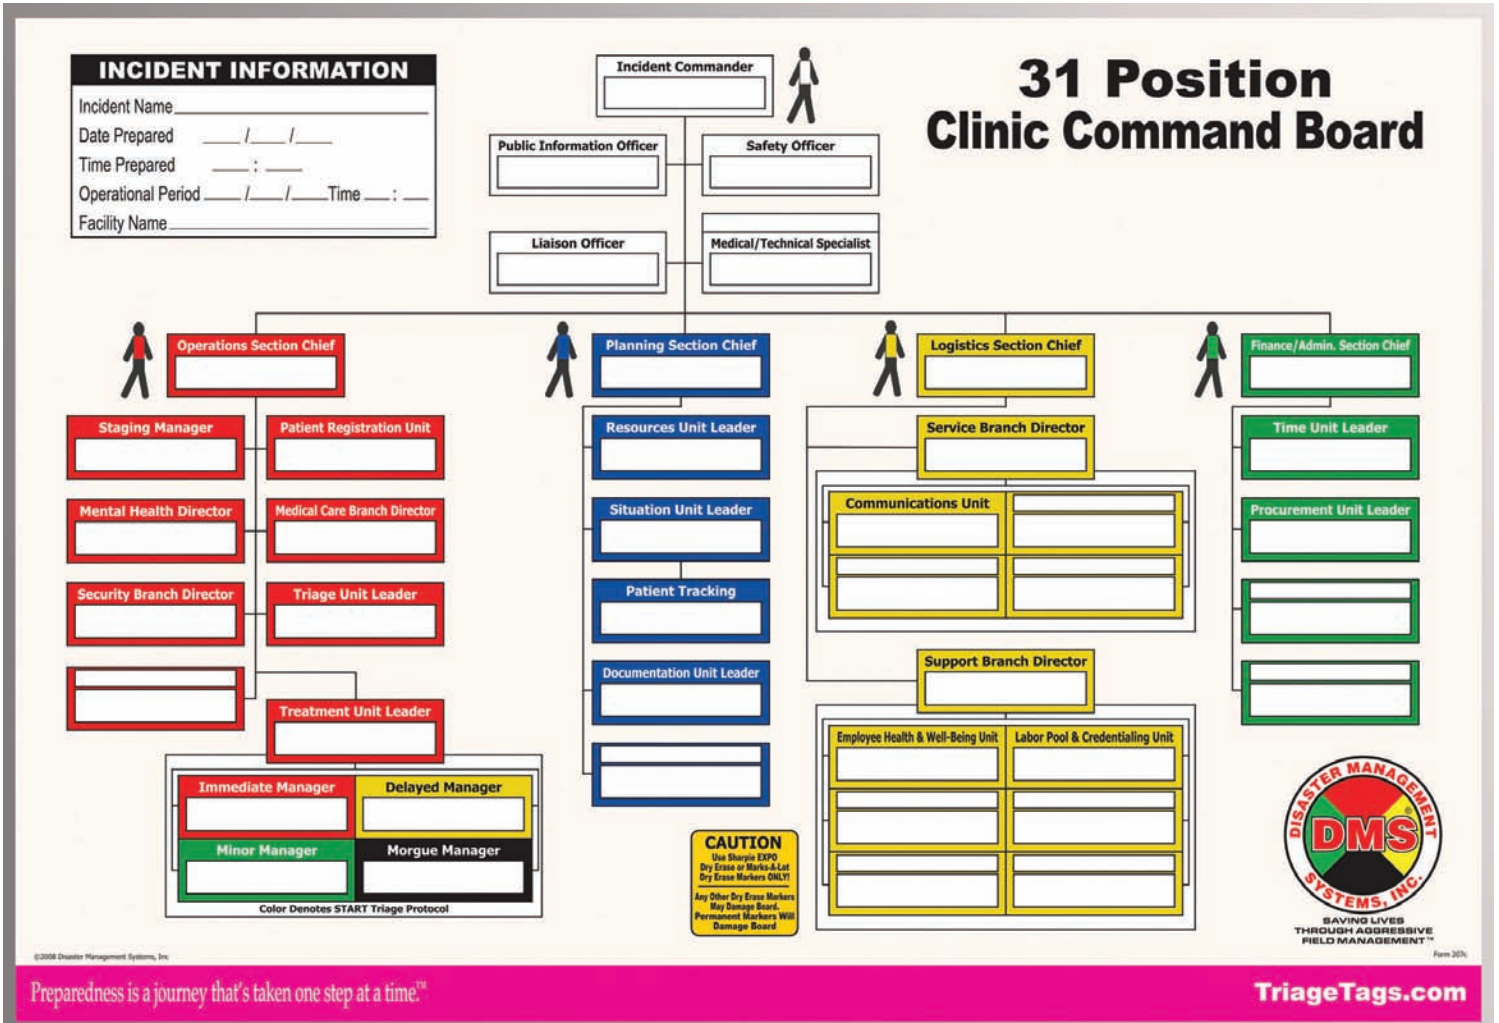 INCIDENT INFORMATION
Incident Name
Date Prepared / /
Time Prepared :
Operational Period / / Time :
Facility Name
Incident Commander
31 Position
Clinic Command Board
Public Information Officer
Safety Officer
Liaison Officer
Medical/Technical Specialist
Operations Section Chief
Planning Section Chief
Logistics Section Chief
Finance/Admin. Section Chief
Staging Manager
Patient Registration Unit
Mental Health Director
Medical Care Branch Director
Security Branch Director
Triage Unit Leader
Treatment Unit Leader
Immediate Manager
Delayed Manager
Minor Manager
Morgue Manager
Color Denotes START Triage Protocol
Resources Unit Leader
Situation Unit Leader
Patient Tracking
Documentation Unit Leader
Service Branch Director
Communications Unit
Support Branch Director
Employee Health & Well-Being Unit
Labor Pool & Credentialing Unit
Time Unit Leader
Procurement Unit Leader
CAUTION
Use Sharpie EXPO
Dry Erase or Marks-A-Lot
Dry Erase Markers ONLY!
Any Other Dry Erase Markers
May Damage Board.
Permanent Markers Will
Damage Board
DISASTER MANAGEMENT
DMS®
SYSTEMS, INC.
SAVING LIVES
THROUGH AGGRESSIVE
FIELD MANAGEMENT™
©2008 Disaster Management Systems, Inc
Form 207c
Preparedness is a journey that's taken one step at a time.™
TriageTags.com